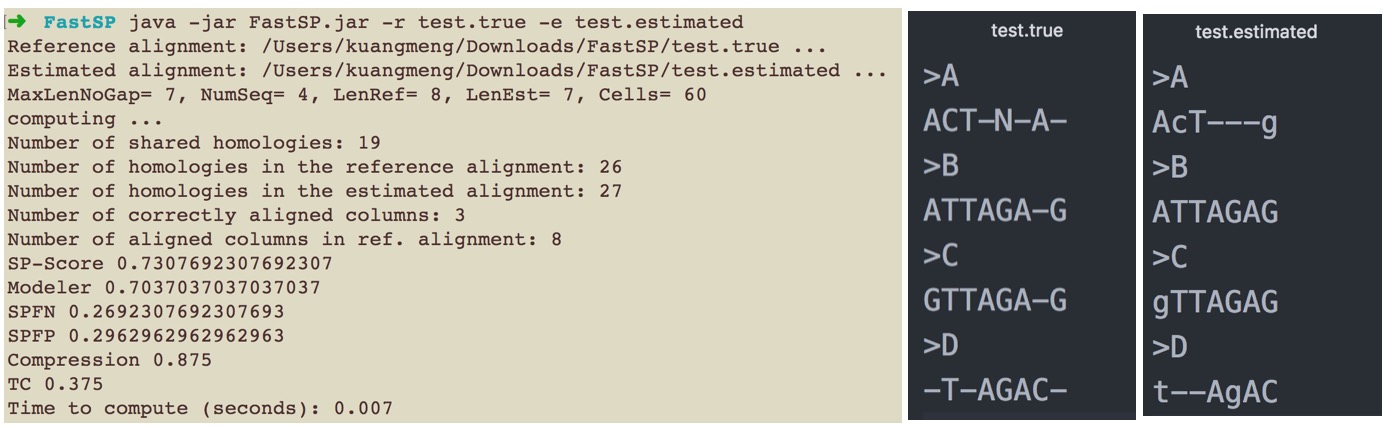 ➜ FastSP java -jar FastSP.jar -r test.true -e test.estimated
Reference alignment: /Users/kuangmeng/Downloads/FastSP/test.true ...
Estimated alignment: /Users/kuangmeng/Downloads/FastSP/test.estimated ...
MaxLenNoGap= 7, NumSeq= 4, LenRef= 8, LenEst= 7, Cells= 60
computing ...
Number of shared homologies: 19
Number of homologies in the reference alignment: 26
Number of homologies in the estimated alignment: 27
Number of correctly aligned columns: 3
Number of aligned columns in ref. alignment: 8
SP-Score 0.7307692307692307
Modeler 0.7037037037037037
SPFN 0.2692307692307693
SPFP 0.2962962962962963
Compression 0.875
TC 0.375
Time to compute (seconds): 0.007
test.true
>A
ACT-N-A-
>B
ATTAGA-G
>C
GTTAGA-G
>D
-T-AGAC-
test.estimated
>A
AcT---g
>B
ATTAGAG
>C
gTTAGAG
>D
t--AgAC